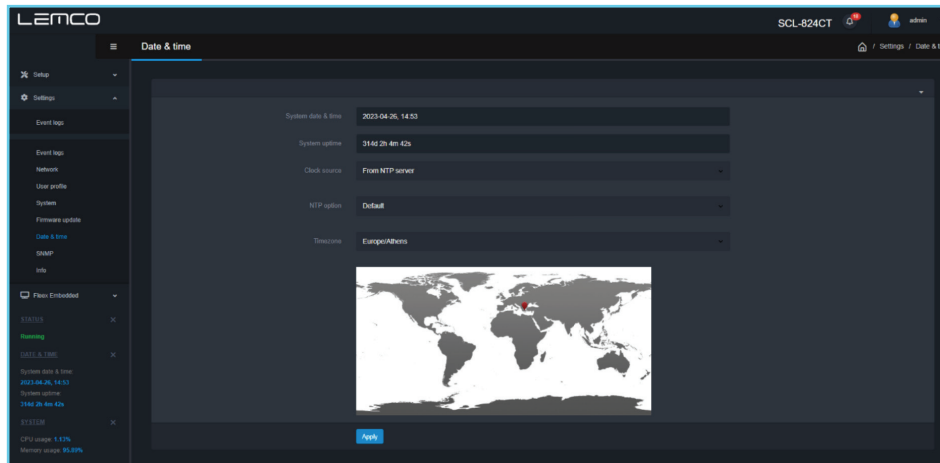 LEMCO
SCL-824CT
admin
Date & time
/ Settings / Date & t
Setup
Settings
Event logs
Event logs
Network
User profile
System
Firmware update
Date & time
SNMP
Info
Flexx Embedded
STATUS
Running
DATE & TIME
System date & time:
2023-04-26, 14:53
System uptime
314d 2h 4m 42s
SYSTEM
CPU usage: 1.13%
Memory usage: 95.89%
System date & time
2023-04-26, 14:53
System uptime
314d 2h 4m 42s
Clock source
From NTP server
NTP option
Default
Timezone
Europe/Athens
Apply